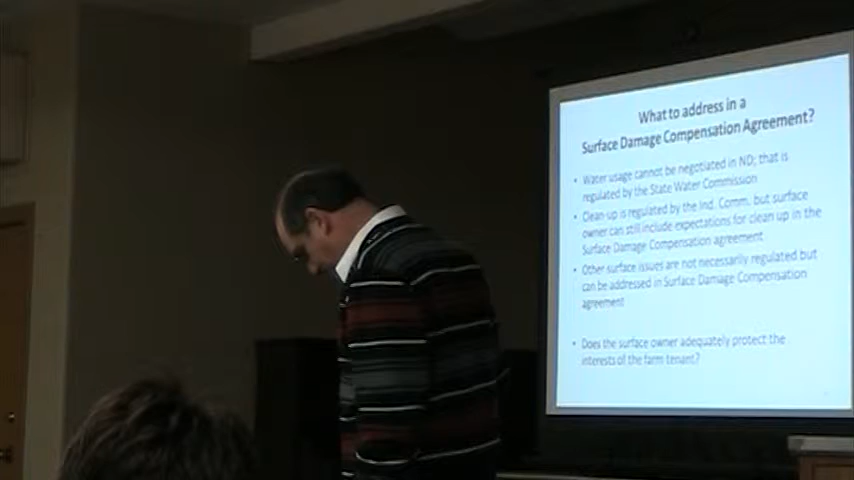 What to address in a
Surface Damage Compensation Agreement?
• Water usage cannot be negotiated in ND; that is
regulated by the State Water Commission
• Clean-up is regulated by the Ind. Comm. but surface
owner can still include expectations for clean up in the
Surface Damage Compensation agreement
• Other surface issues are not necessarily regulated but
can be addressed in Surface Damage Compensation
agreement
• Does the surface owner adequately protect the
interests of the farm tenant?